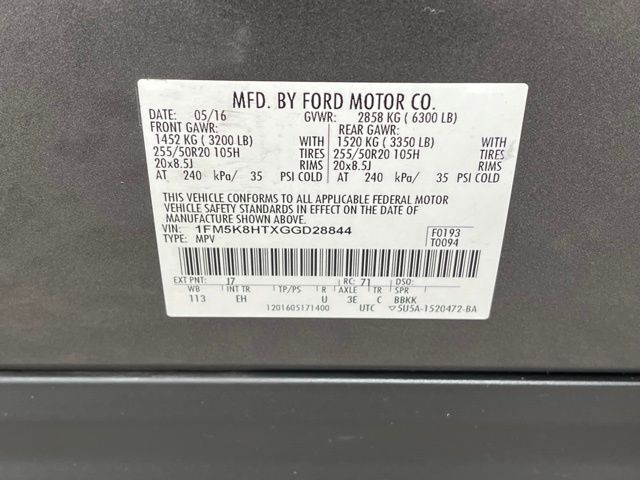 MFD. BY FORD MOTOR CO.
DATE: 05/16 GVWR: 2858 KG ( 6300 LB)
FRONT GAWR: REAR GAWR:
1452 KG ( 3200 LB) WITH 1520 KG ( 3350 LB) WITH
255/50R20 105H TIRES 255/50R20 105H TIRES
20x8.5J RIMS 20x8.5J RIMS
AT 240 kPa/ 35 PSI COLD AT 240 kPa/ 35 PSI COLD
THIS VEHICLE CONFORMS TO ALL APPLICABLE FEDERAL MOTOR
VEHICLE SAFETY STANDARDS IN EFFECT ON THE DATE OF
MANUFACTURE SHOWN ABOVE.
VIN: 1FM5K8HTXGGD28844 F0193
TYPE: MPV T0094
EXT PNT: J7 RC: 71 DSO:
WB INT TR TP/PS R AXLE TR SPR
113 EH U 3E C BBKK
1201605171400 UTC ▽5U5A-1520472-BA